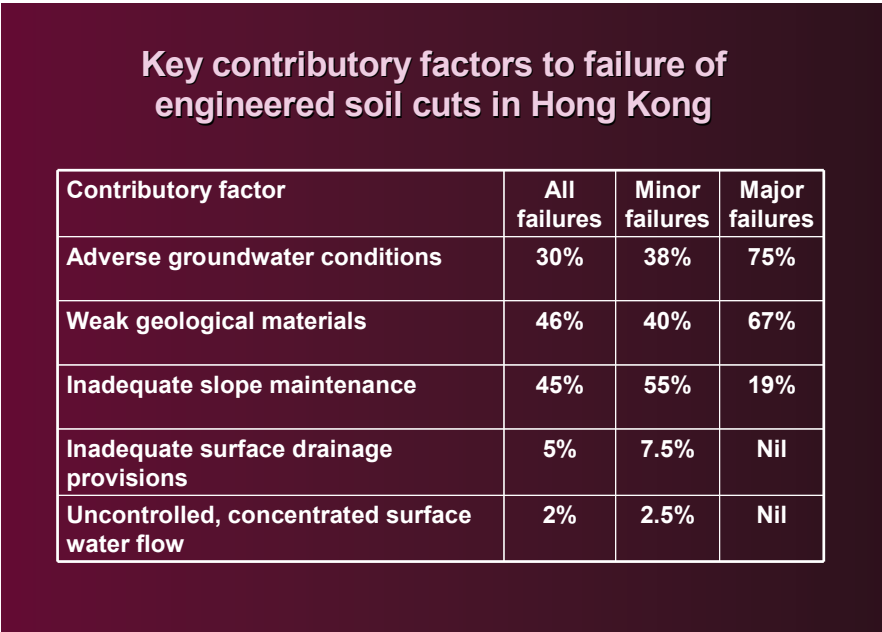 Key contributory factors to failure of
engineered soil cuts in Hong Kong
Contributory factor All failures Minor failures Major failures
Adverse groundwater conditions 30% 38% 75%
Weak geological materials 46% 40% 67%
Inadequate slope maintenance 45% 55% 19%
Inadequate surface drainage provisions 5% 7.5% Nil
Uncontrolled, concentrated surface water flow 2% 2.5% Nil